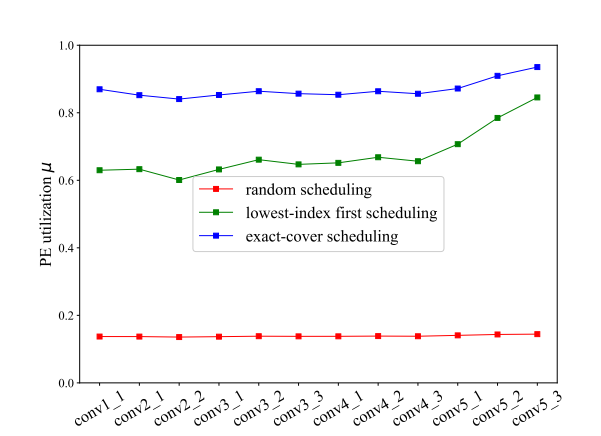 1.0
0.8
0.6
0.4
0.2
0.0
PE utilization μ
random scheduling
lowest-index first scheduling
exact-cover scheduling
conv1_1
conv2_1
conv2_2
conv3_1
conv3_2
conv3_3
conv4_1
conv4_2
conv4_3
conv5_1
conv5_2
conv5_3